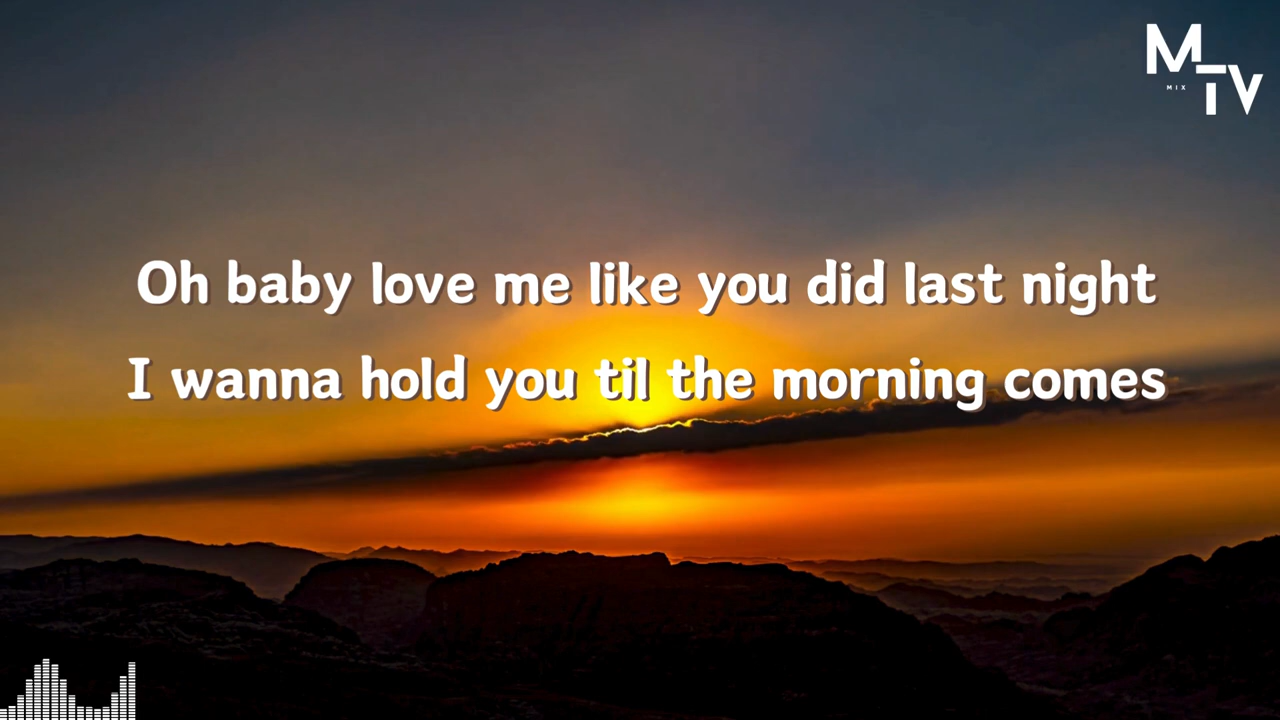 M
TV
MIX
Oh baby love me like you did last night
I wanna hold you til the morning comes